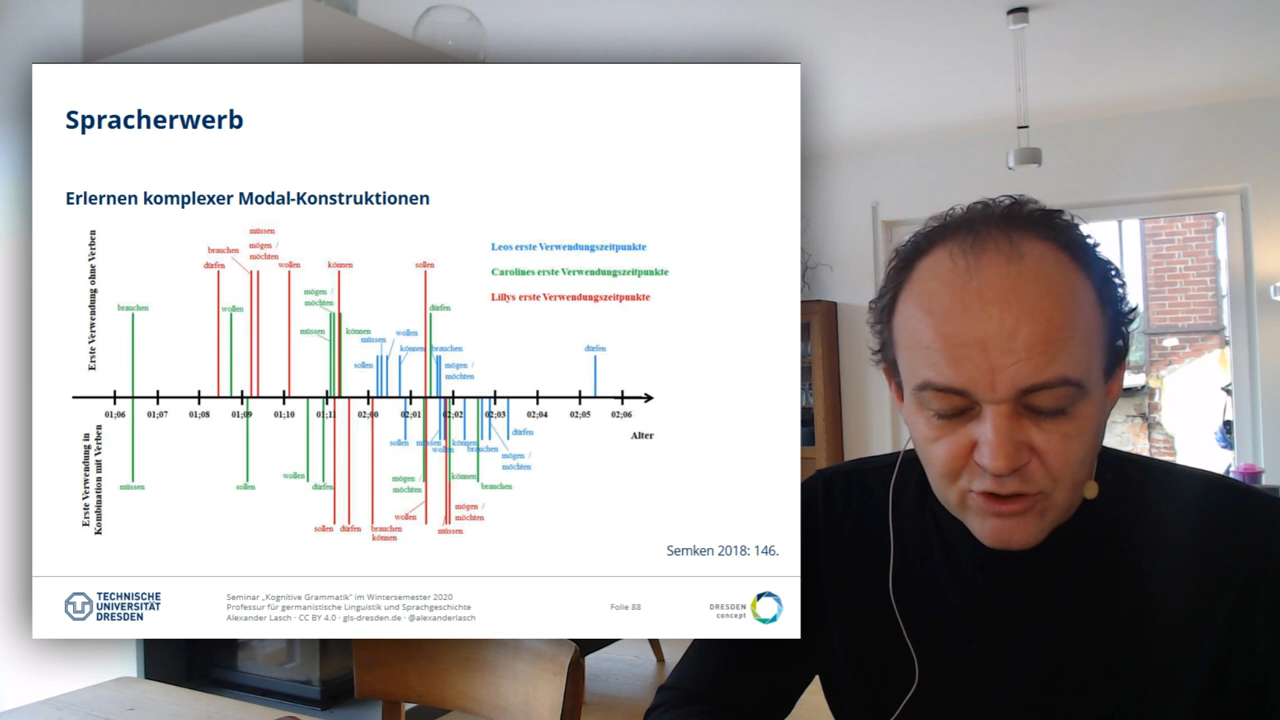 Spracherwerb
Erlernen komplexer Modal-Konstruktionen
Erste Verwendung ohne Verben
Erste Verwendung in
Kombination mit Verben
müssen
brauchen
mögen /
möchten
dürfen
wollen
können
sollen
Leos erste Verwendungszeitpunkte
Carolines erste Verwendungszeitpunkte
Lillys erste Verwendungszeitpunkte
brauchen
wollen
mögen /
möchten
müssen
können
dürfen
müssen
wollen
sollen
können
brauchen
mögen /
möchten
dürfen
01;06
01;07
01;08
01;09
01;10
01;11
02;00
02;01
02;02
02;03
02;04
02;05
02;06
Alter
sollen
müssen
wollen
können
brauchen
dürfen
mögen /
möchten
müssen
sollen
wollen
dürfen
mögen /
möchten
können
brauchen
sollen
dürfen
brauchen
können
wollen
mögen /
möchten
müssen
Semken 2018: 146.
TECHNISCHE
UNIVERSITÄT
DRESDEN
Seminar „Kognitive Grammatik" im Wintersemester 2020
Professur für germanistische Linguistik und Sprachgeschichte
Alexander Lasch · CC BY 4.0 · gls-dresden.de · @alexanderlasch
Folie 88
DRESDEN
concept